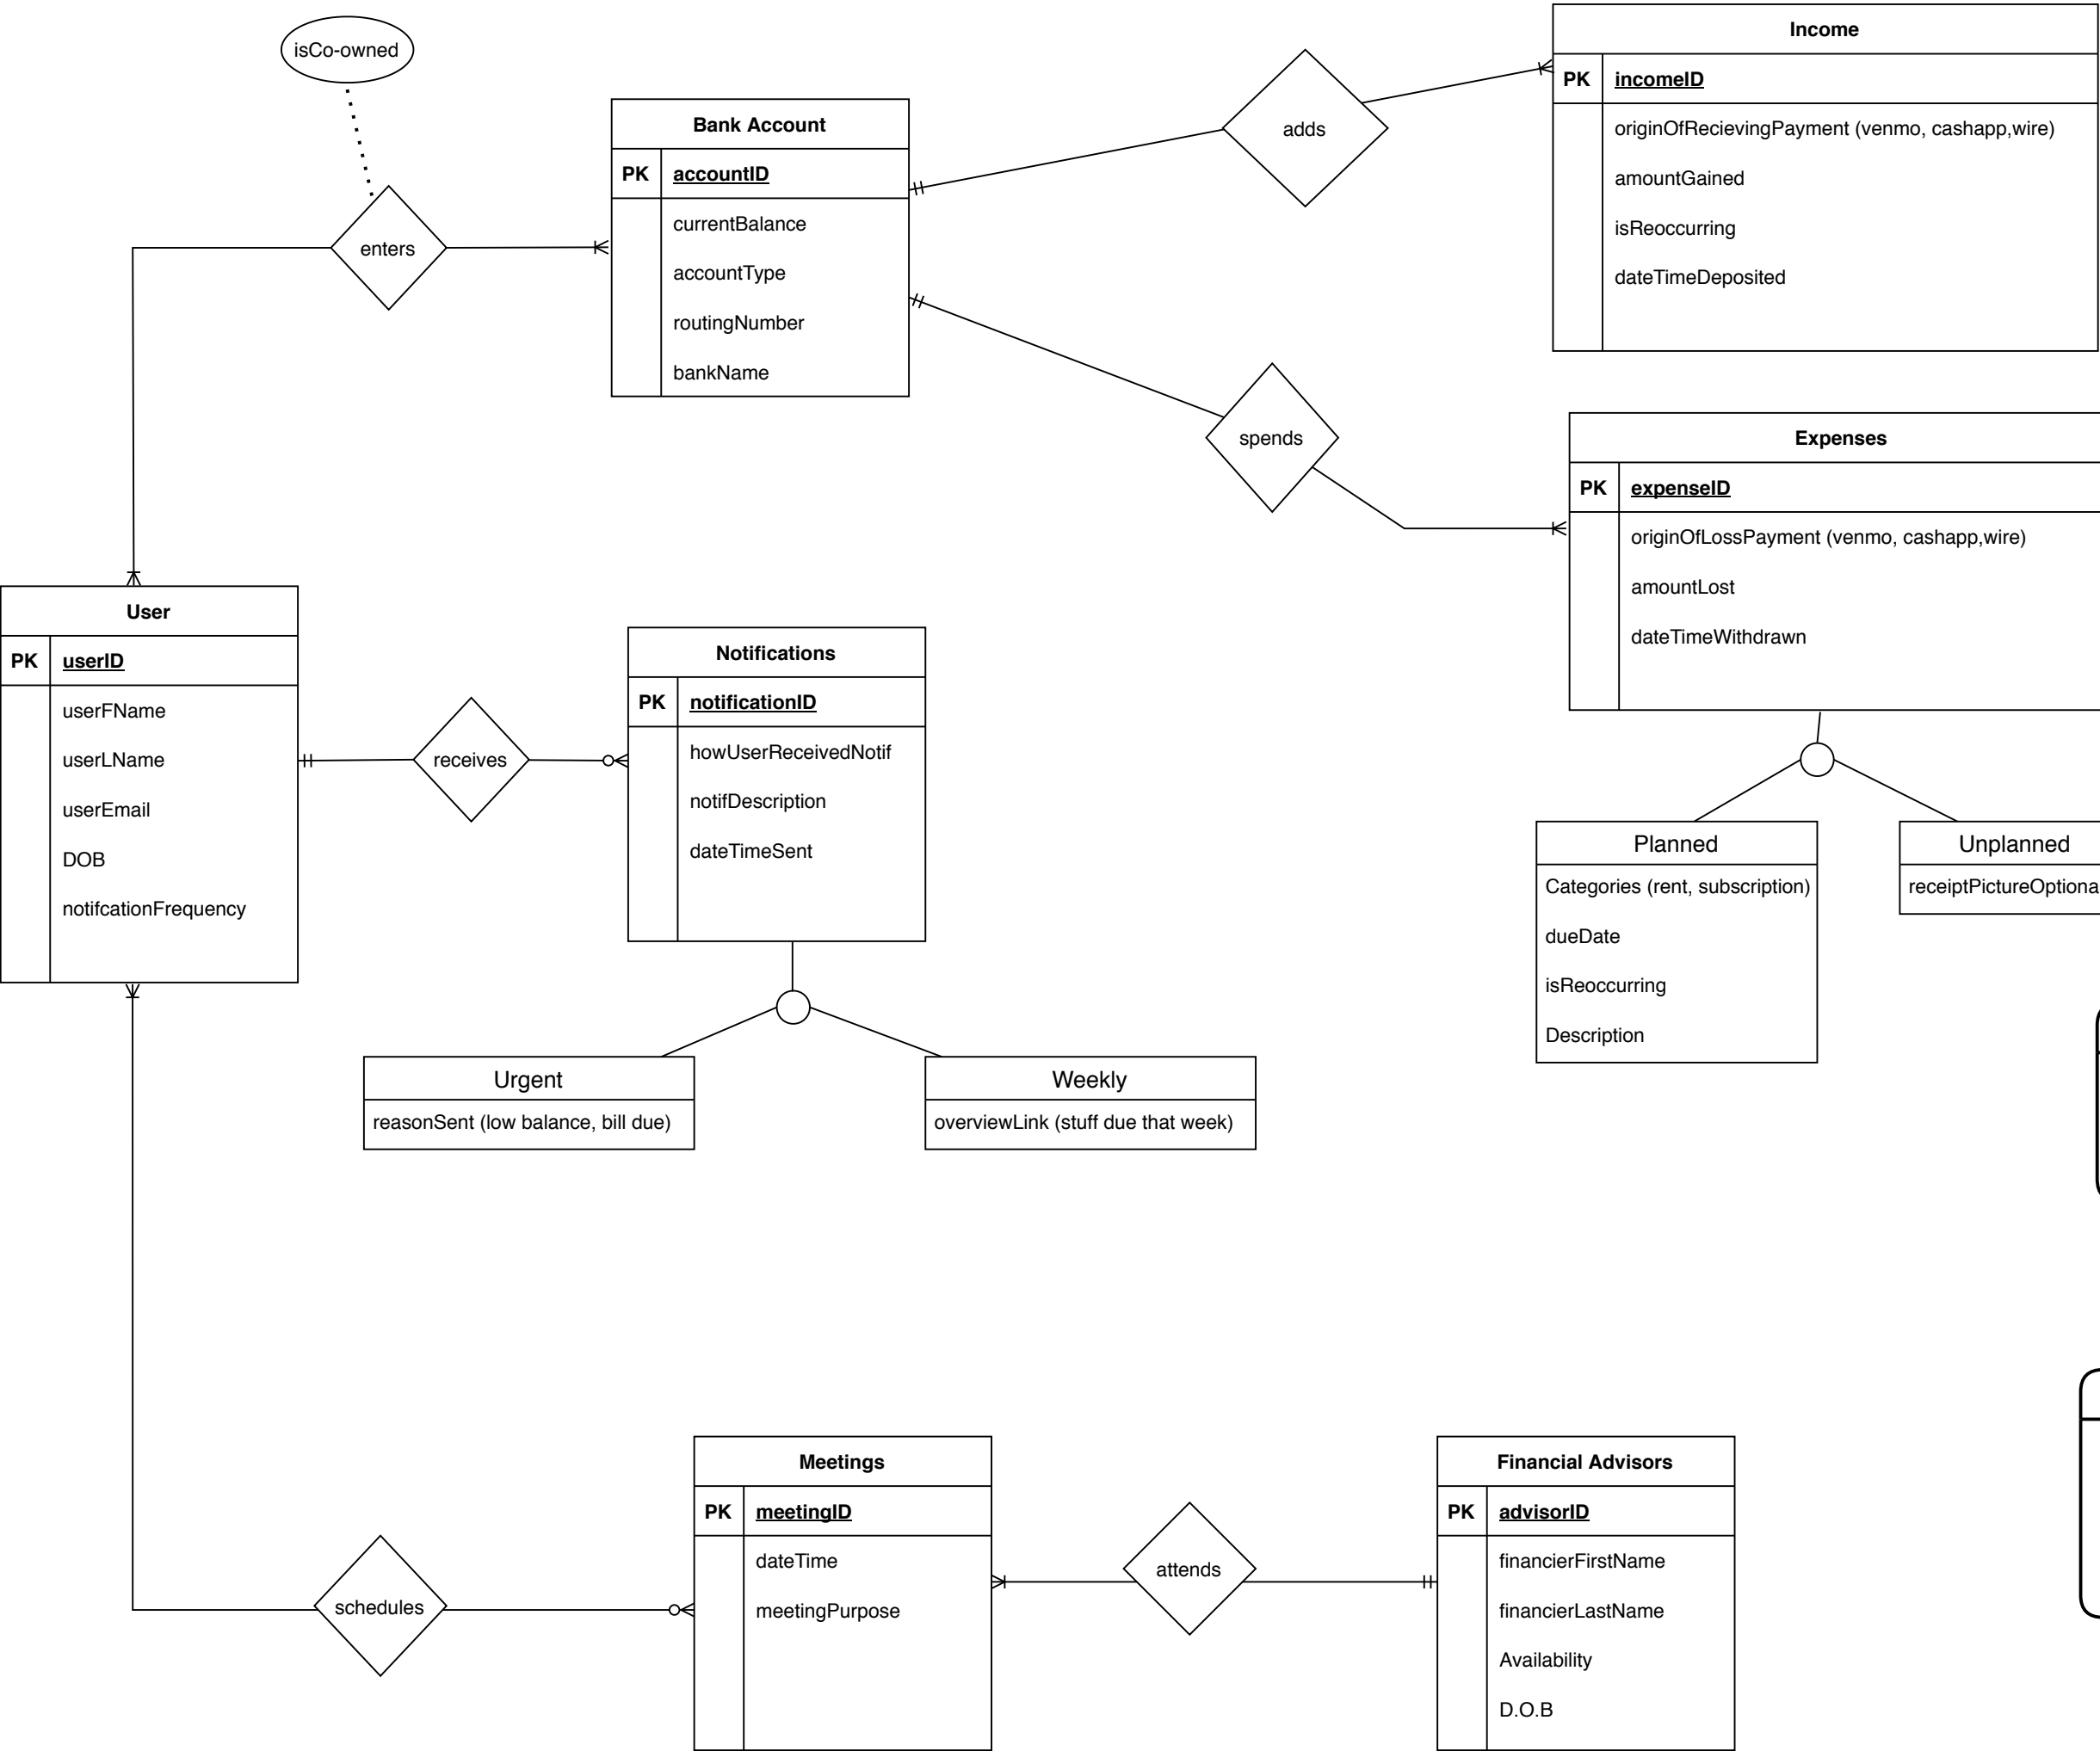 isCo-owned
enters
Bank Account
PK accountID
currentBalance
accountType
routingNumber
bankName
adds
Income
PK incomeID
originOfRecievingPayment (venmo, cashapp,wire)
amountGained
isReoccurring
dateTimeDeposited
spends
Expenses
PK expenseID
originOfLossPayment (venmo, cashapp,wire)
amountLost
dateTimeWithdrawn
Planned
Categories (rent, subscription)
dueDate
isReoccurring
Description
Unplanned
receiptPictureOptiona
User
PK userID
userFName
userLName
userEmail
DOB
notifcationFrequency
receives
Notifications
PK notificationID
howUserReceivedNotif
notifDescription
dateTimeSent
Urgent
reasonSent (low balance, bill due)
Weekly
overviewLink (stuff due that week)
schedules
Meetings
PK meetingID
dateTime
meetingPurpose
attends
Financial Advisors
PK advisorID
financierFirstName
financierLastName
Availability
D.O.B